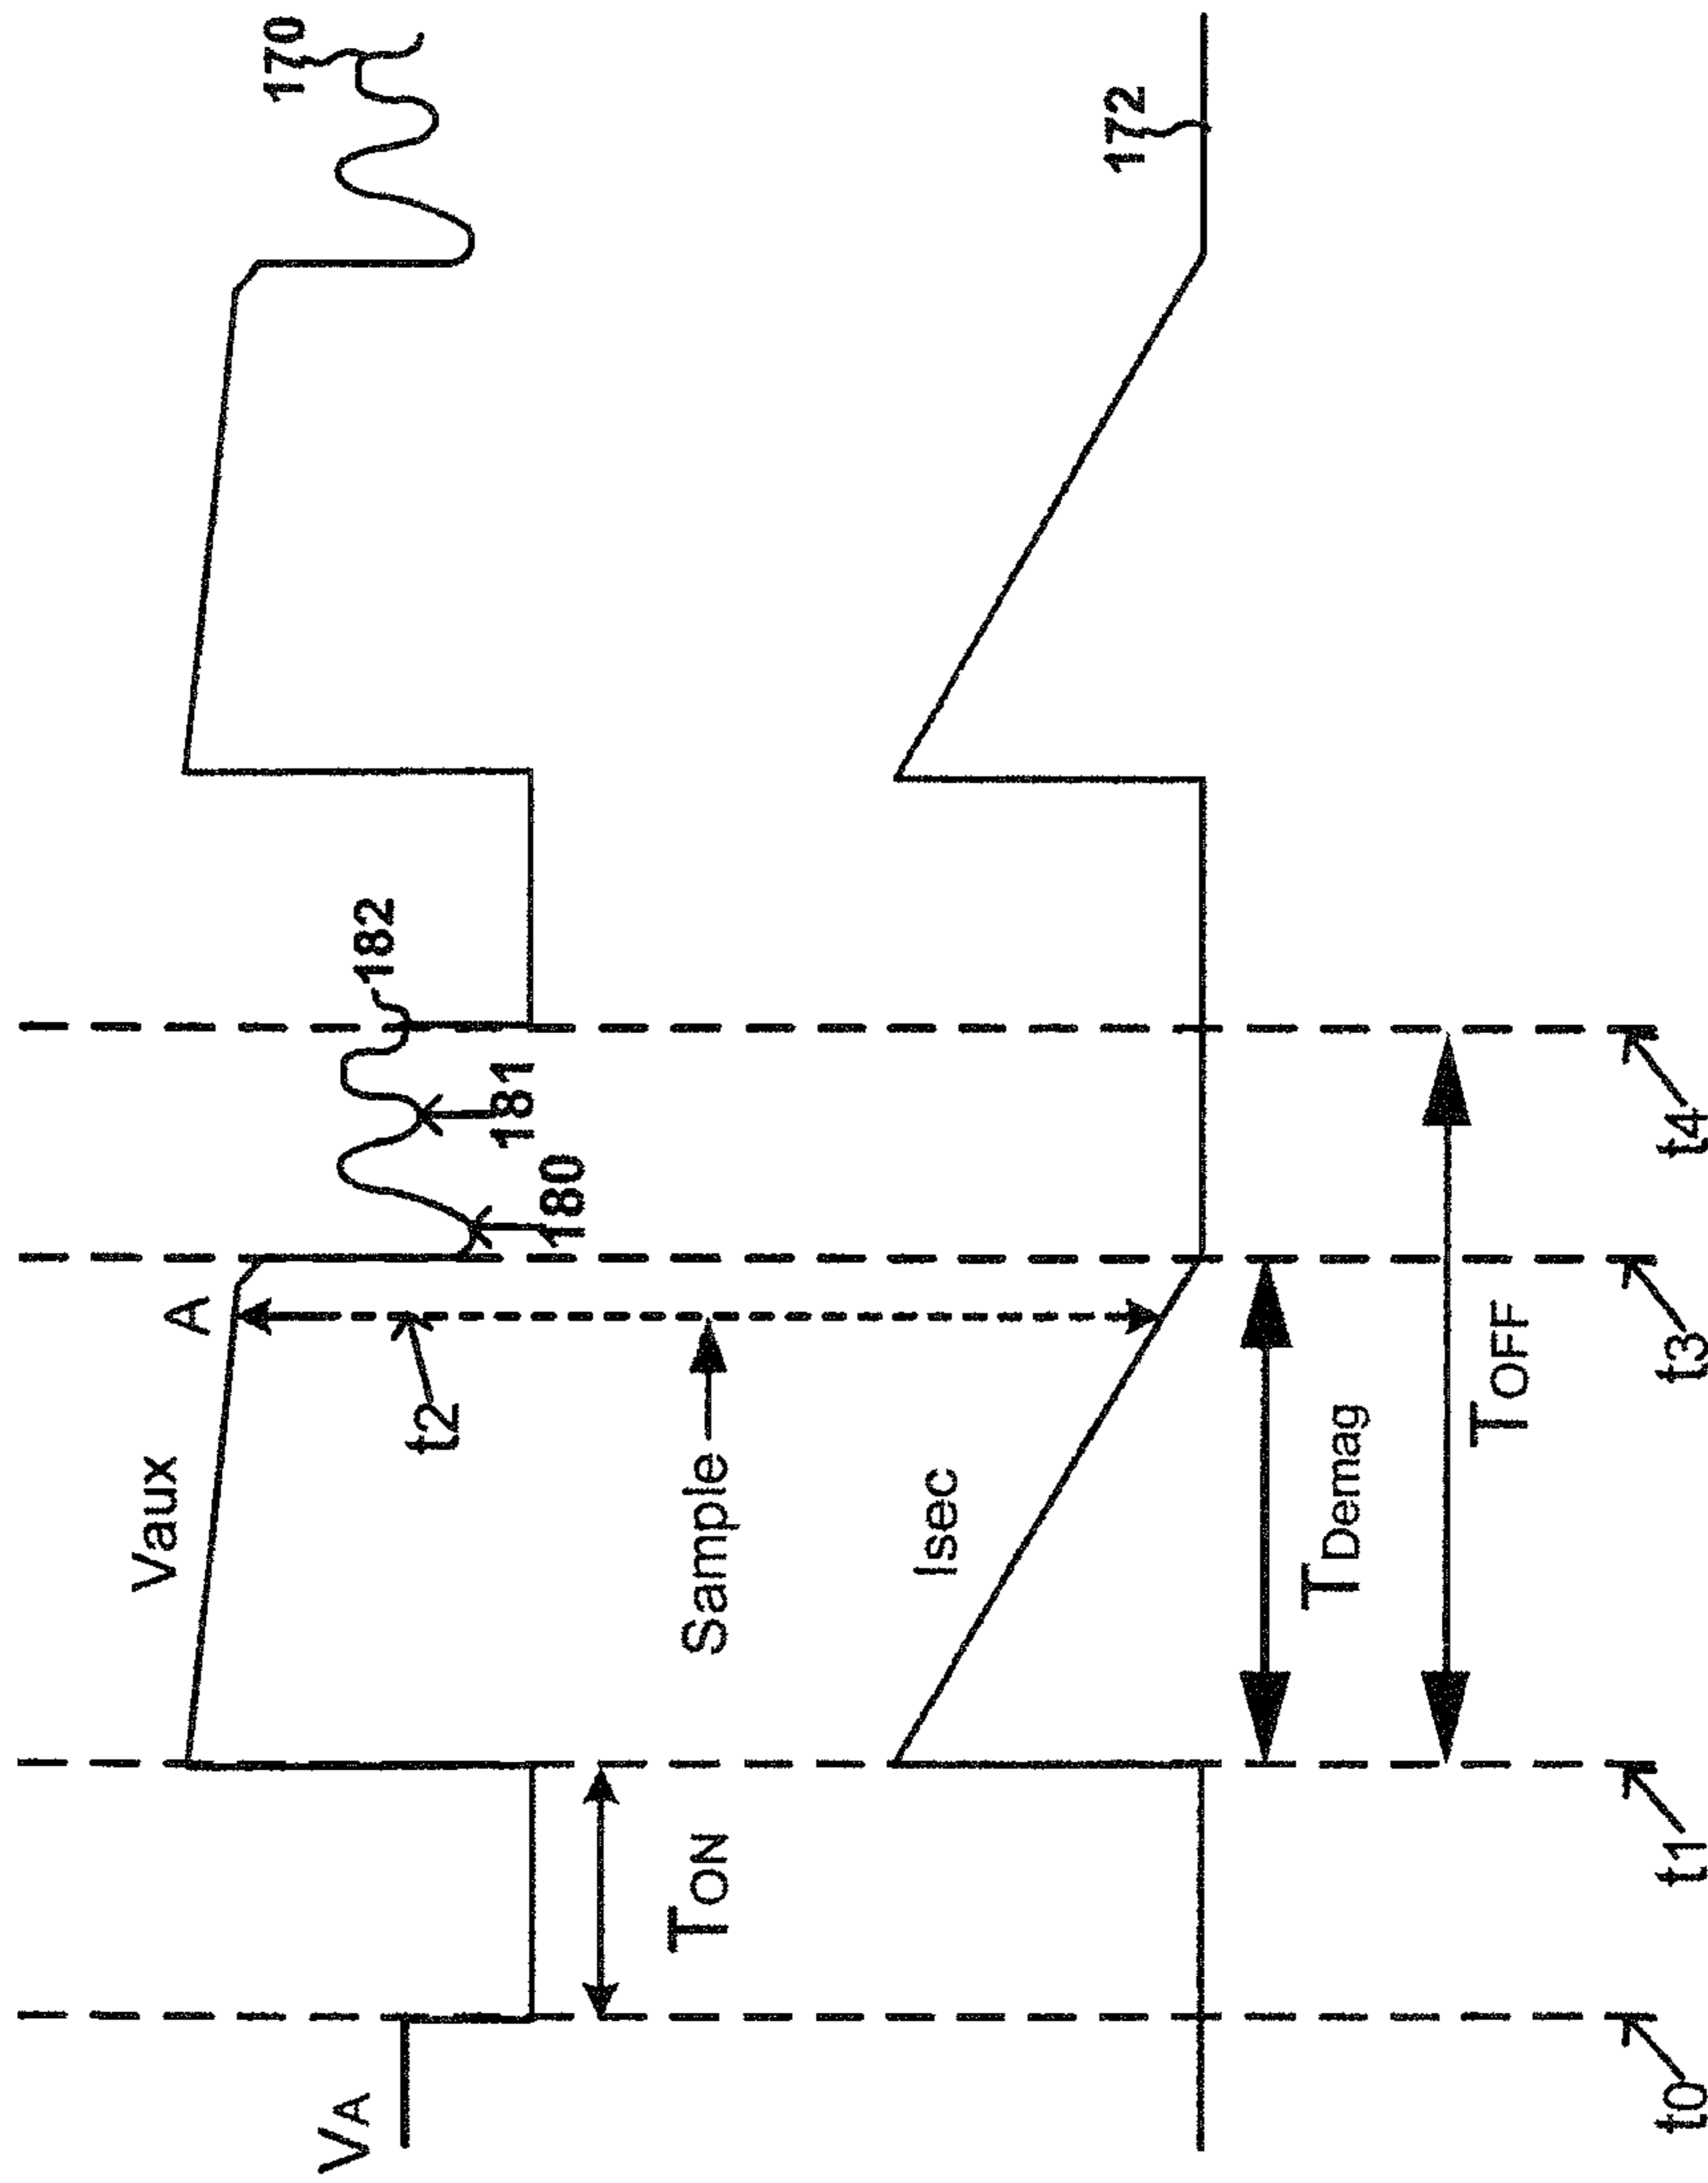 170
182
181
180
A
Vaux
t2
VA
TON
Sample
172
Isec
TDemag
TOFF
t0
t1
t3
t4